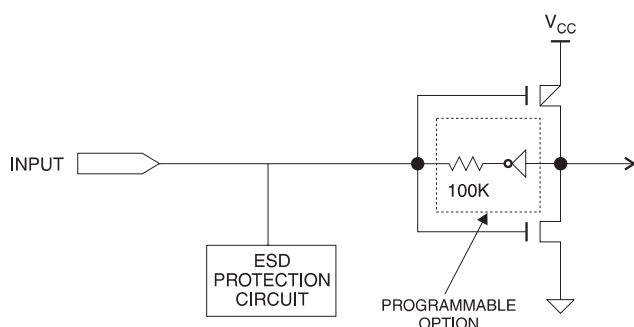 VCC
INPUT
100K
ESD
PROTECTION
CIRCUIT
PROGRAMMABLE
OPTION